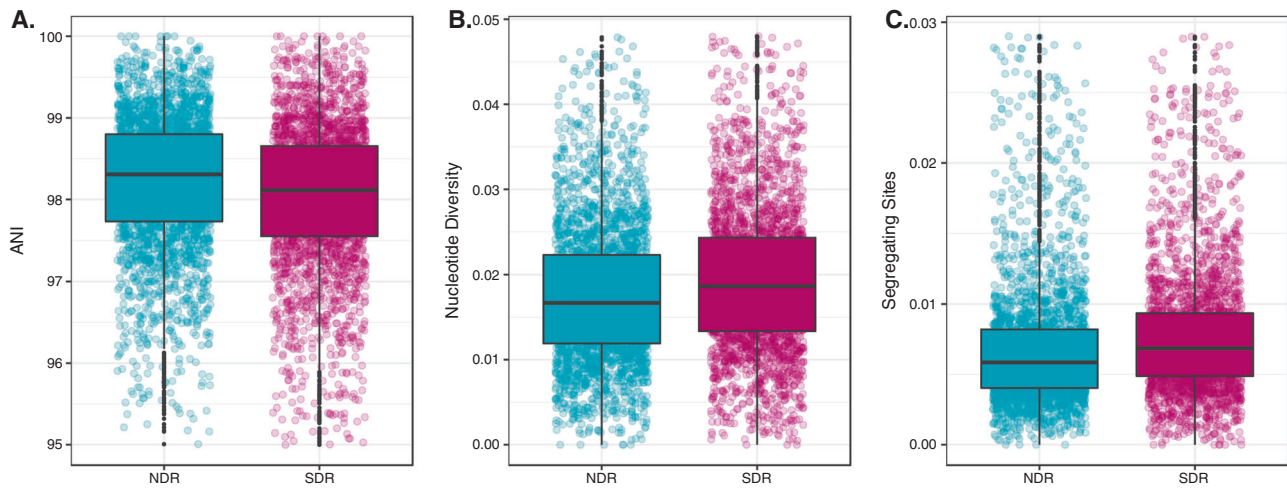 A.
ANI
100
99
98
97
96
95
NDR
SDR
B.
Nucleotide Diversity
0.05
0.04
0.03
0.02
0.01
0.00
NDR
SDR
C.
Segregating Sites
0.03
0.02
0.01
0.00
NDR
SDR